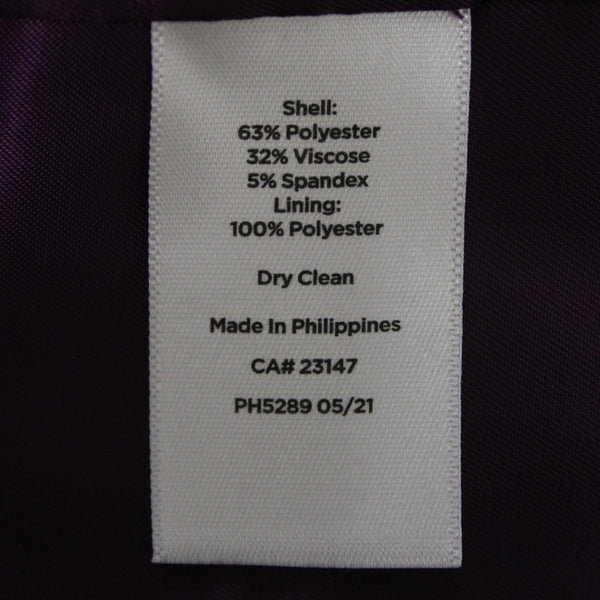 Shell:
63% Polyester
32% Viscose
5% Spandex
Lining:
100% Polyester
Dry Clean
Made In Philippines
CA# 23147
PH5289 05/21